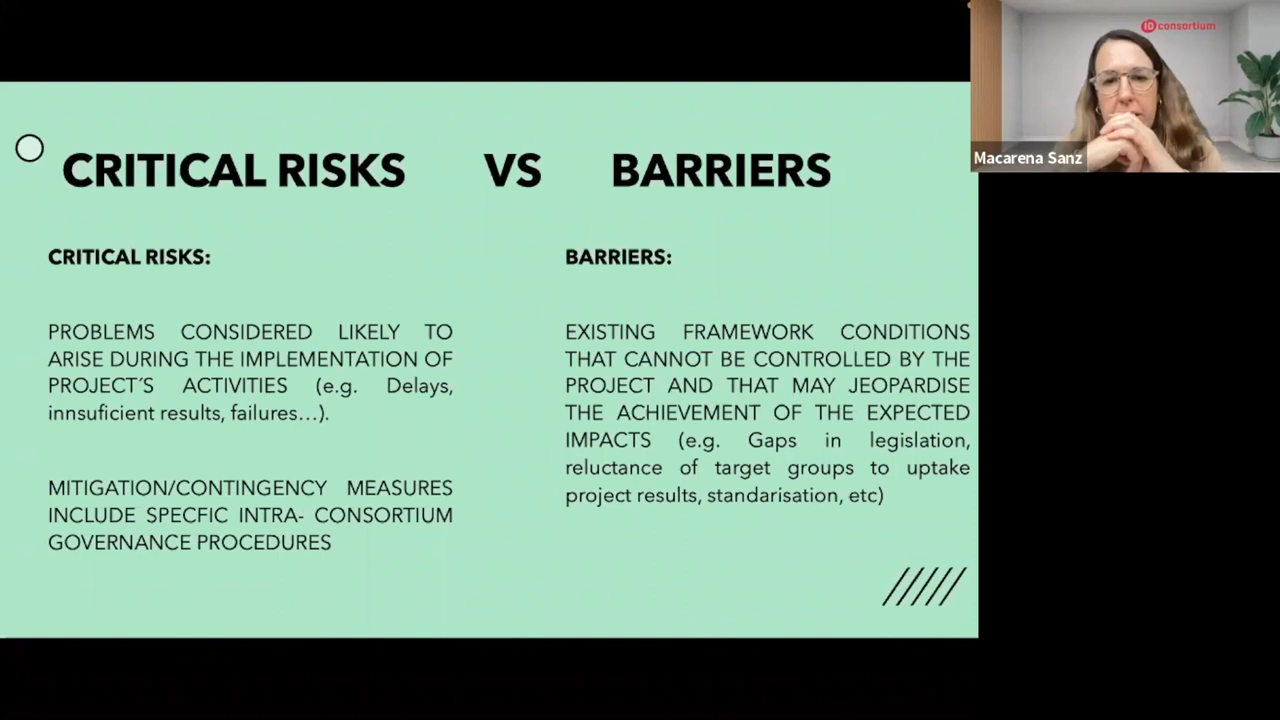 CRITICAL RISKS VS BARRIERS
CRITICAL RISKS:
PROBLEMS CONSIDERED LIKELY TO
ARISE DURING THE IMPLEMENTATION OF
PROJECT´S ACTIVITIES (e.g. Delays,
innsuficient results, failures…).
MITIGATION/CONTINGENCY MEASURES
INCLUDE SPECFIC INTRA- CONSORTIUM
GOVERNANCE PROCEDURES
BARRIERS:
EXISTING FRAMEWORK CONDITIONS
THAT CANNOT BE CONTROLLED BY THE
PROJECT AND THAT MAY JEOPARDISE
THE ACHIEVEMENT OF THE EXPECTED
IMPACTS (e.g. Gaps in legislation,
reluctance of target groups to uptake
project results, standarisation, etc)
ID consortium
Macarena Sanz